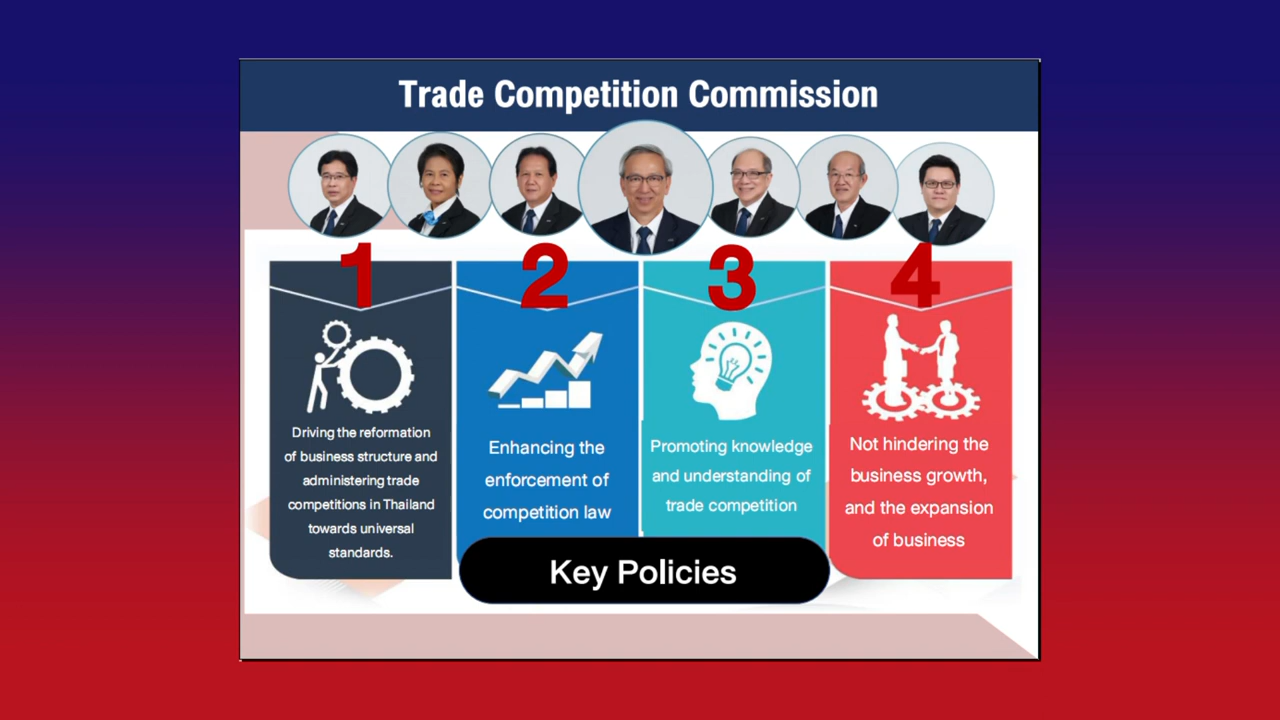 Trade Competition Commission
1
2
3
4
Driving the reformation
of business structure and
administering trade
competitions in Thailand
towards universal
standards.
Enhancing the
enforcement of
competition law
Promoting knowledge
and understanding of
trade competition
Not hindering the
business growth,
and the expansion
of business
Key Policies